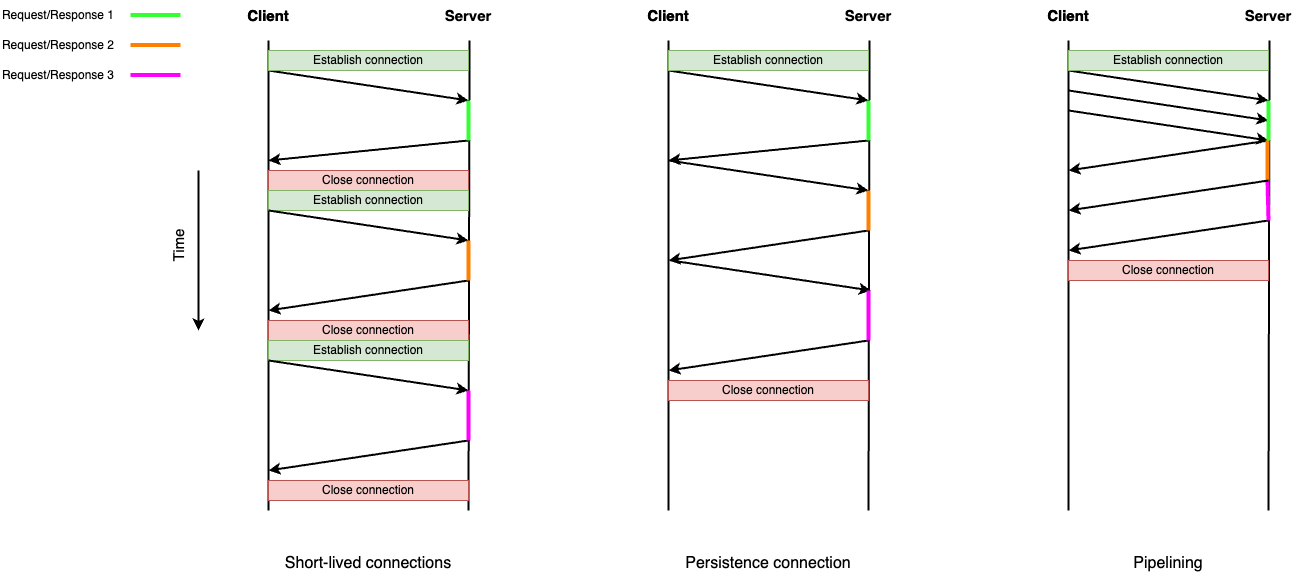 Request/Response 1
Request/Response 2
Request/Response 3
Time
Client
Server
Establish connection
Close connection
Establish connection
Close connection
Establish connection
Close connection
Short-lived connections
Client
Server
Establish connection
Close connection
Persistence connection
Client
Server
Establish connection
Close connection
Pipelining